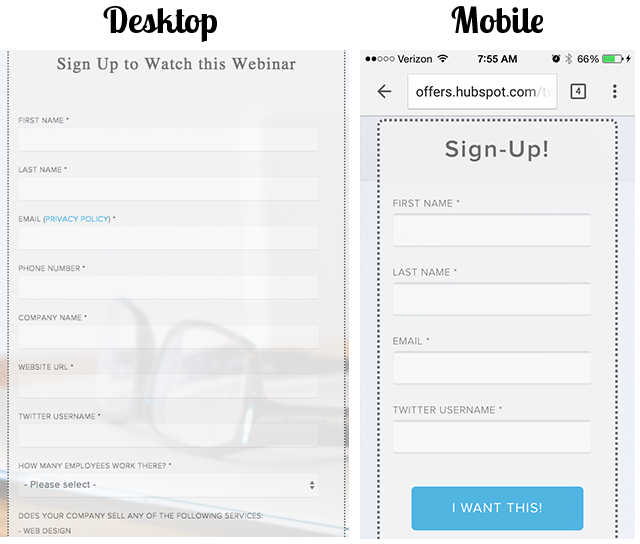 Desktop
Sign Up to Watch this Webinar
FIRST NAME *
LAST NAME *
EMAIL (PRIVACY POLICY) *
PHONE NUMBER *
COMPANY NAME *
WEBSITE URL *
TWITTER USERNAME *
HOW MANY EMPLOYEES WORK THERE? *
- Please select -
DOES YOUR COMPANY SELL ANY OF THE FOLLOWING SERVICES:
- WEB DESIGN
Mobile
Verizon 7:55 AM 66%
offers.hubspot.com/tw 4
Sign-Up!
FIRST NAME *
LAST NAME *
EMAIL *
TWITTER USERNAME *
I WANT THIS!